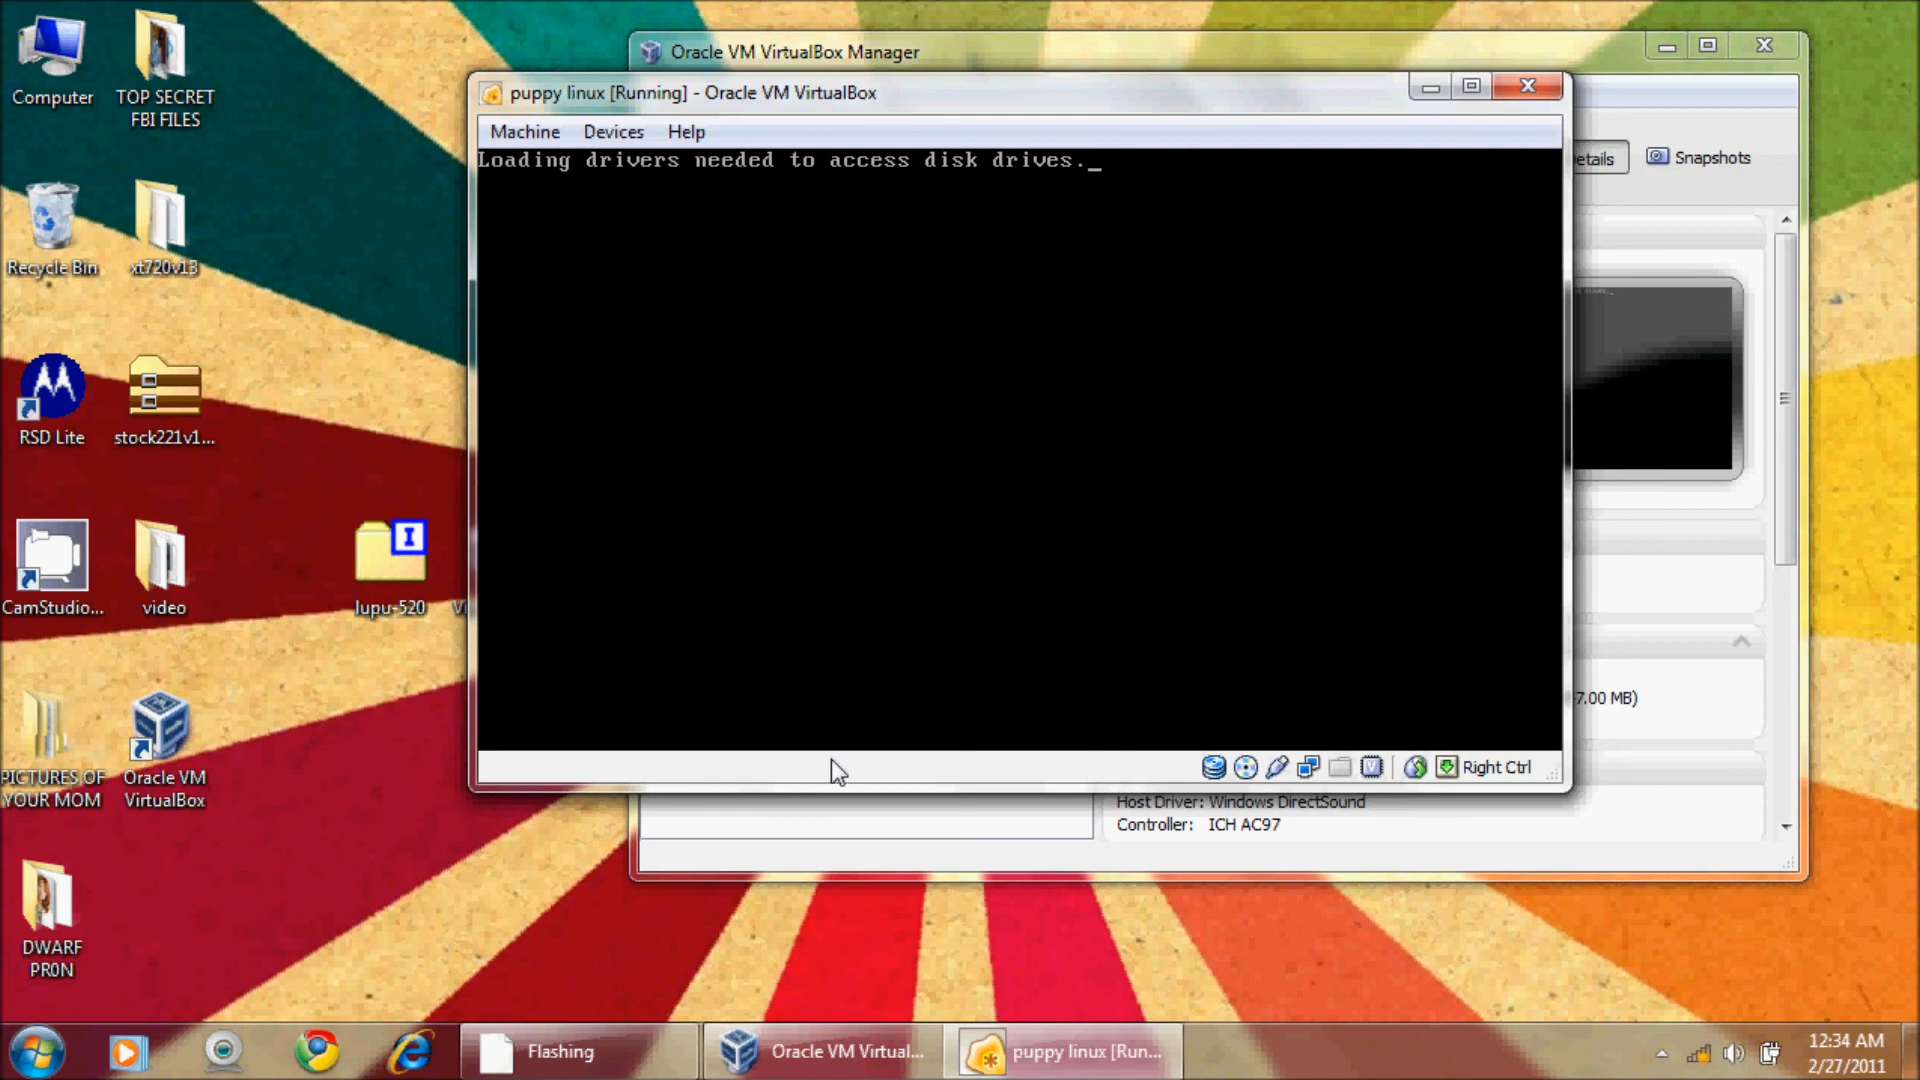 Computer
TOP SECRET
FBI FILES
Recycle Bin
xt720v13
RSD Lite
stock221v1...
CamStudio...
video
lupu-520
Vi
PICTURES OF
YOUR MOM
Oracle VM
VirtualBox
DWARF
PR0N
Oracle VM VirtualBox Manager
puppy linux [Running] - Oracle VM VirtualBox
Machine Devices Help
Loading drivers needed to access disk drives._
etails
Snapshots
7.00 MB)
Right Ctrl
Host Driver: Windows DirectSound
Controller: ICH AC97
Flashing
Oracle VM Virtual...
puppy linux [Run...
12:34 AM
2/27/2011